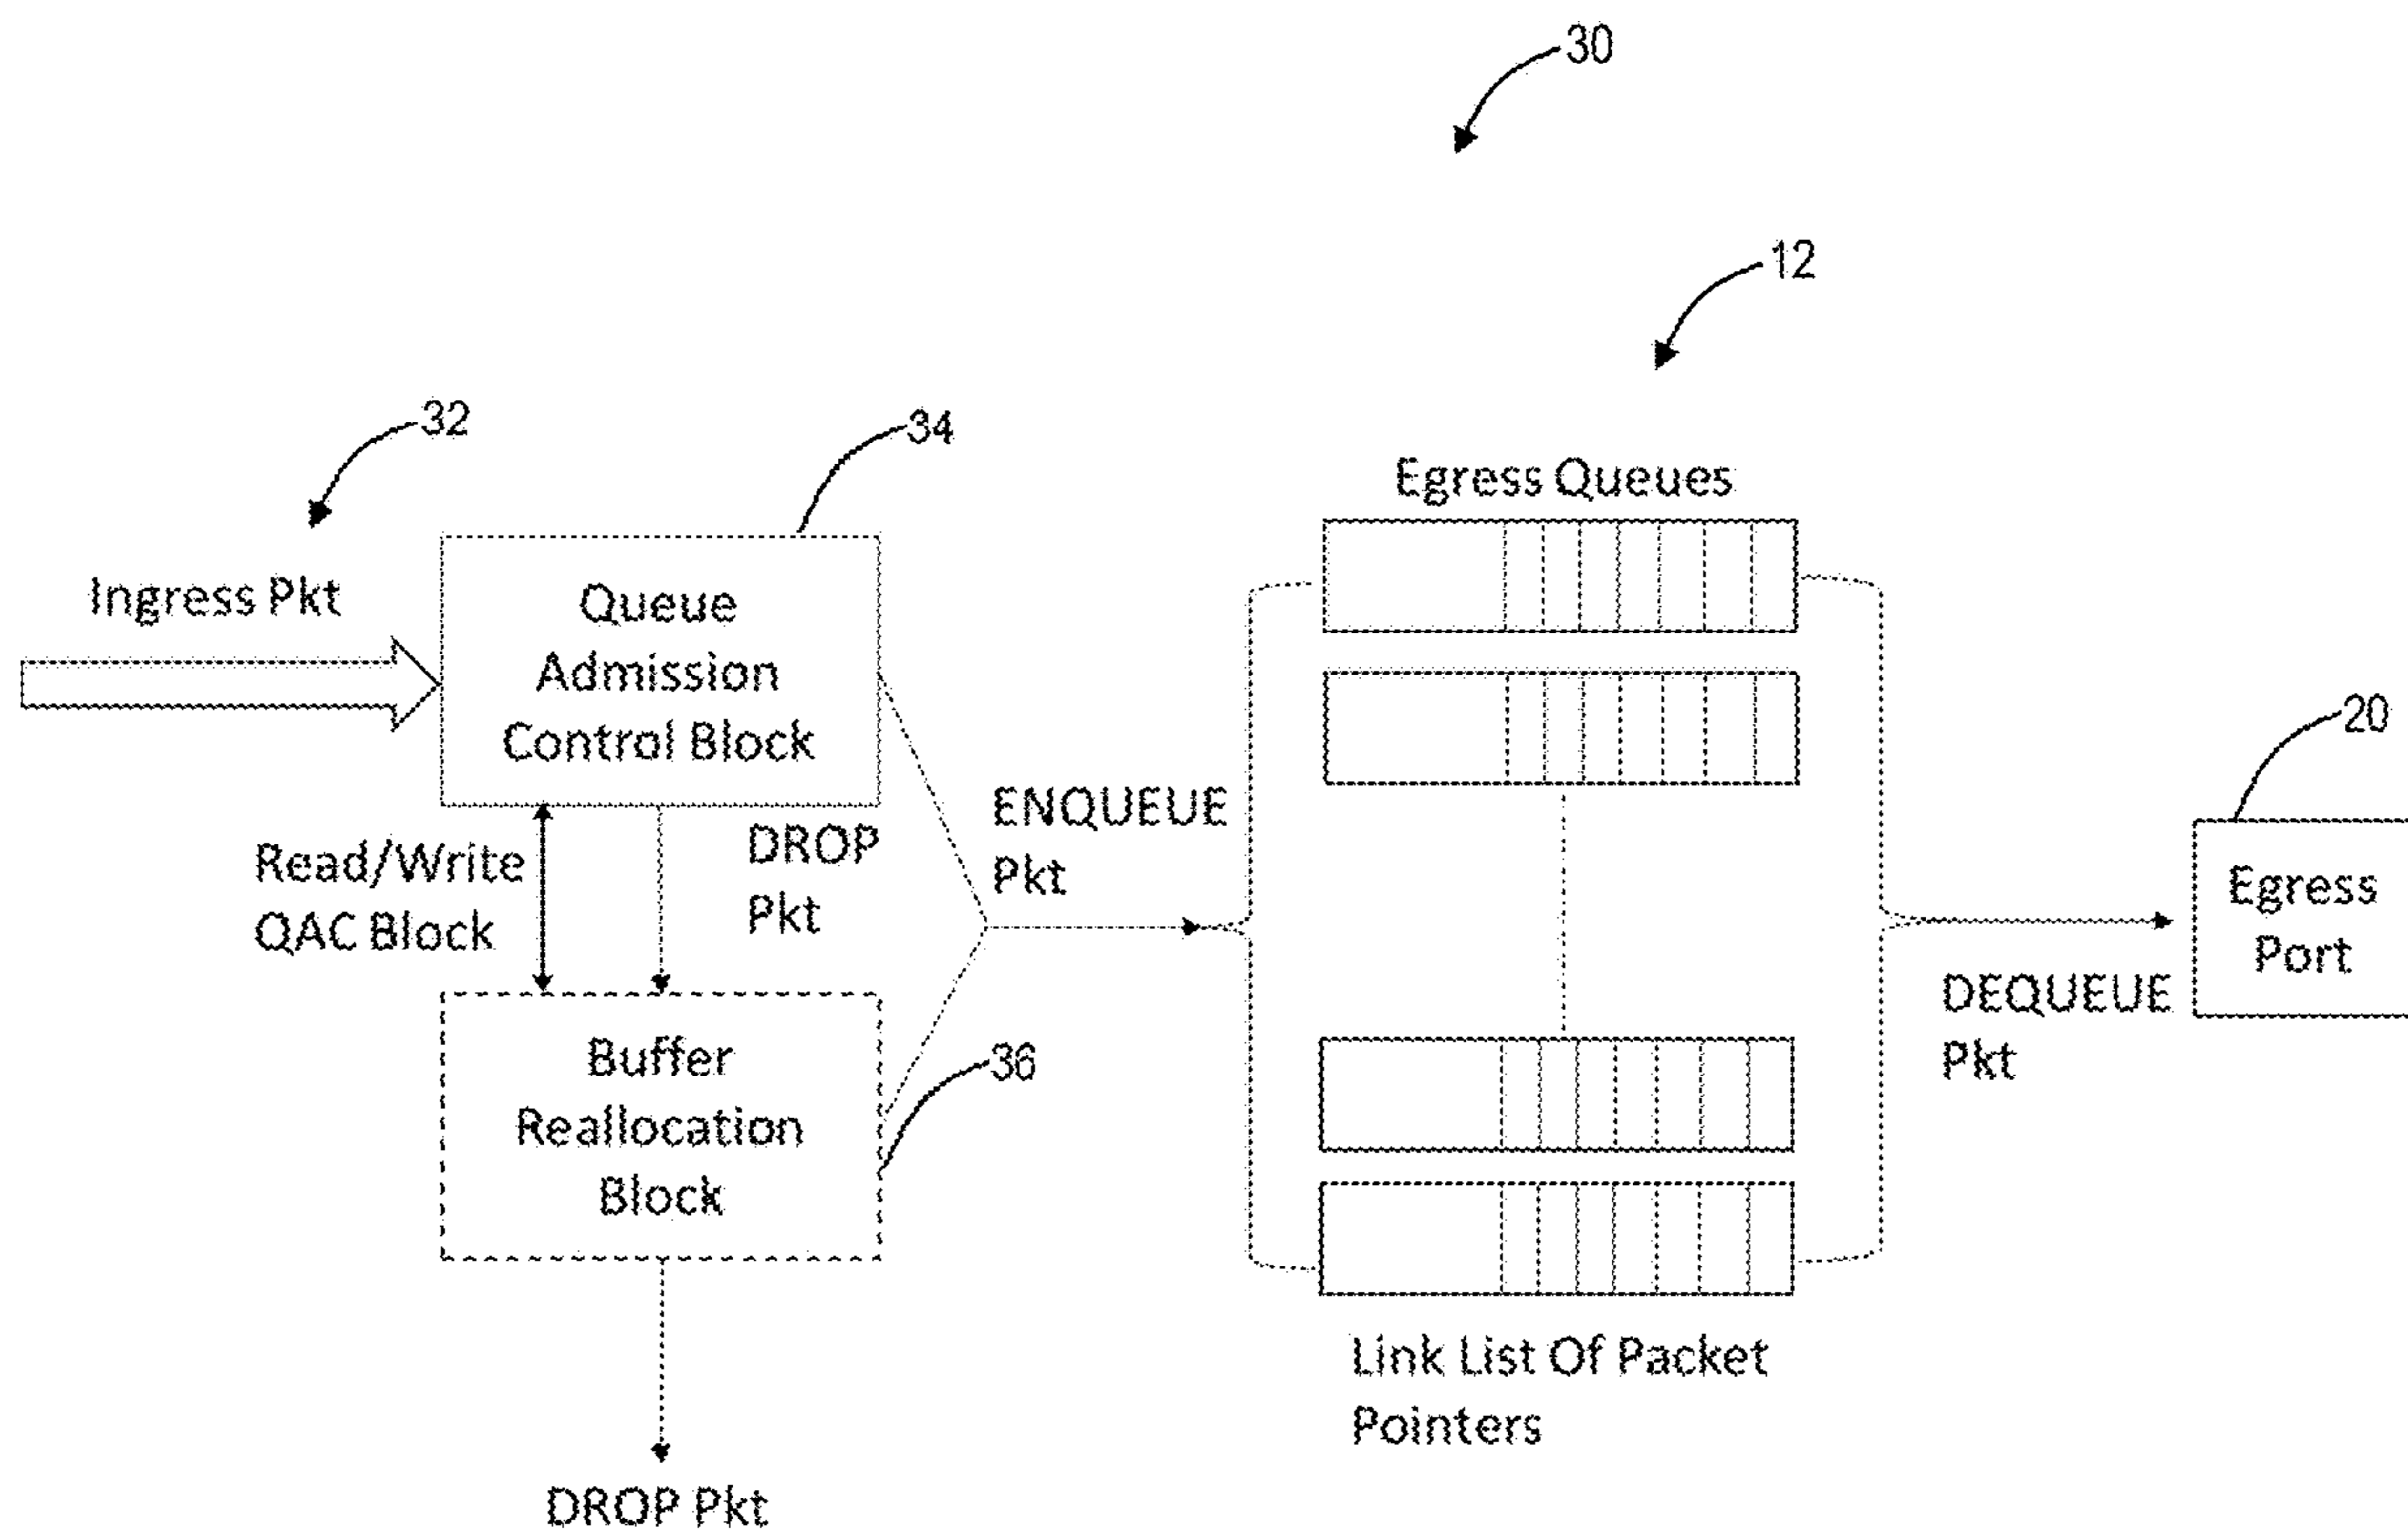 30
12
32
34
Egress Queues
Ingress Pkt
Queue
Admission
Control Block
20
ENQUEUE
Pkt
Read/Write
QAC Block
DROP
Pkt
Egress
Port
DEQUEUE
Pkt
Buffer
Reallocation
Block
36
Link List Of Packet
Pointers
DROP Pkt